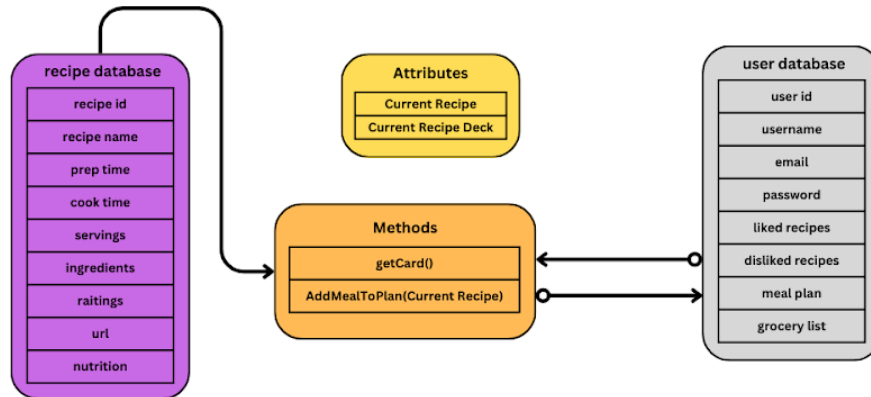 recipe database
recipe id
recipe name
prep time
cook time
servings
ingredients
raitings
url
nutrition
Attributes
Current Recipe
Current Recipe Deck
Methods
getCard()
AddMealToPlan(Current Recipe)
user database
user id
username
email
password
liked recipes
disliked recipes
meal plan
grocery list